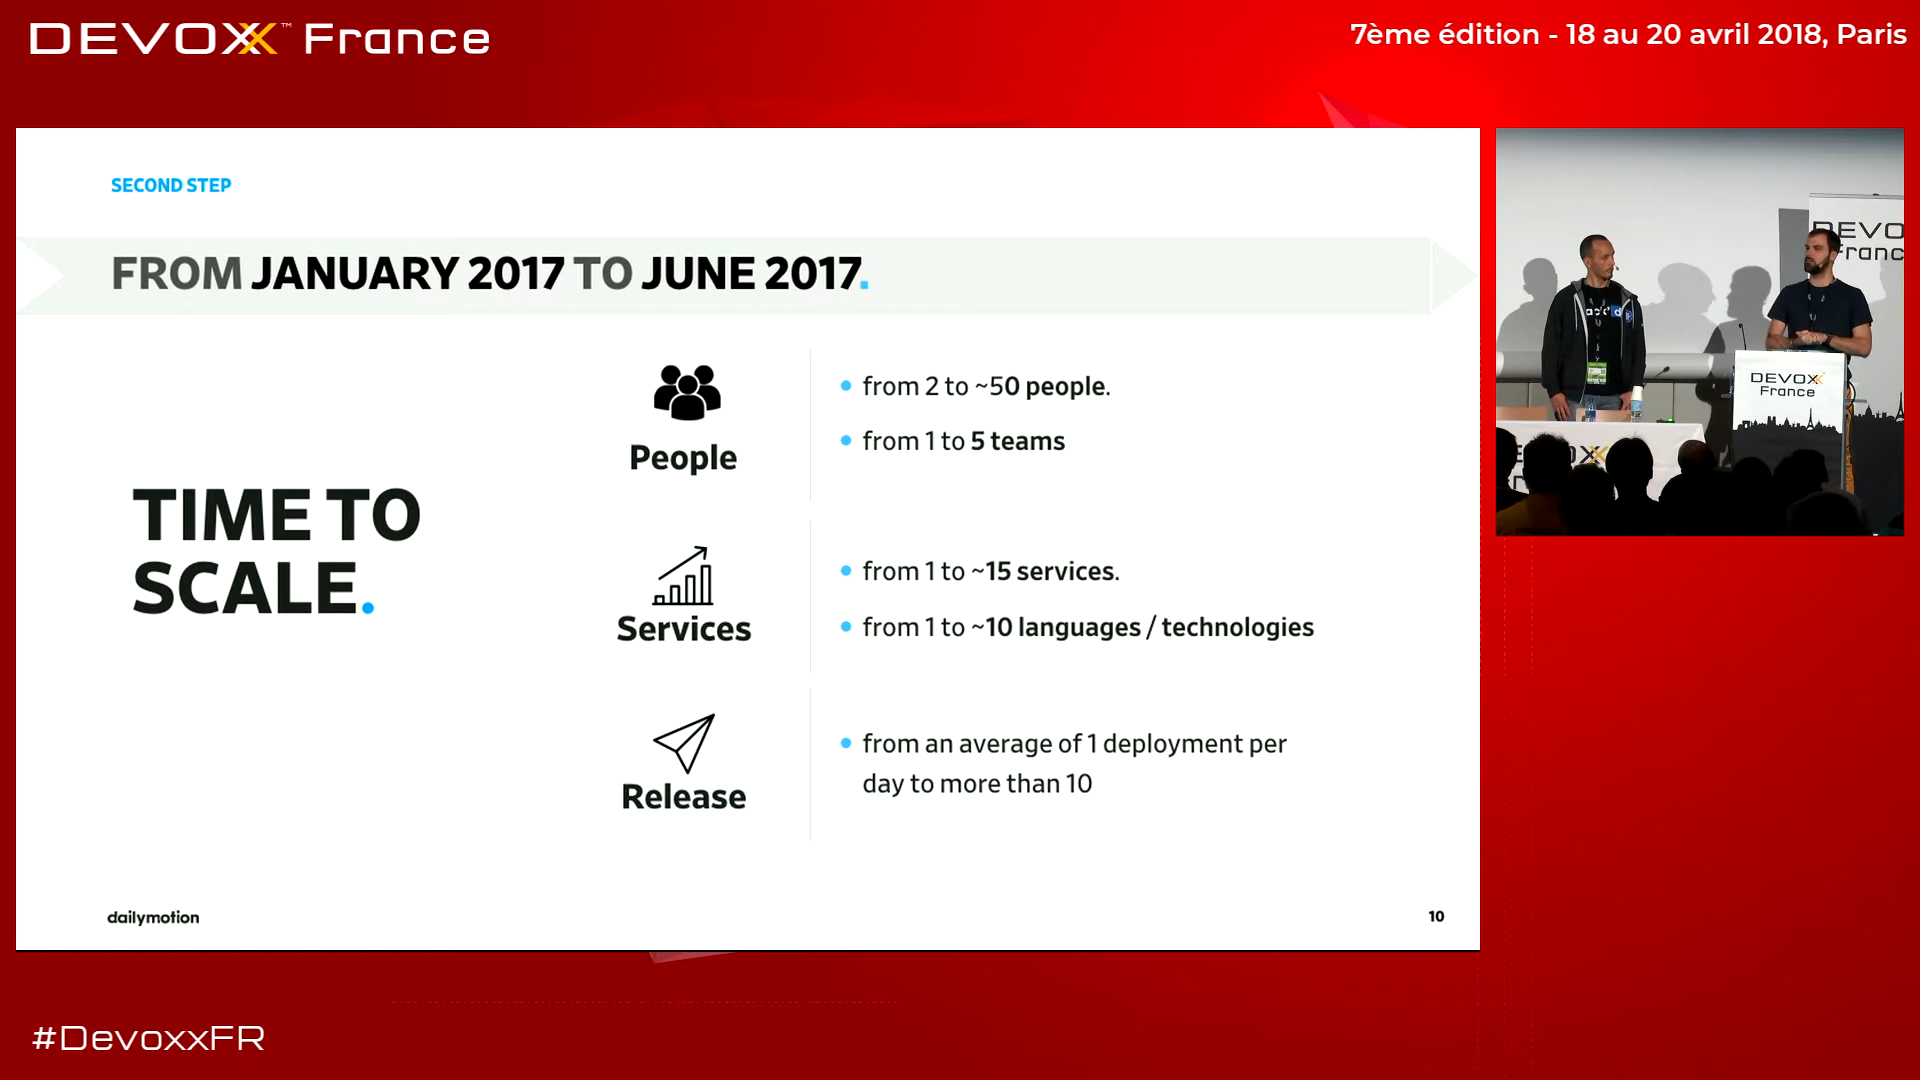 DEVOXX™ France
7ème édition - 18 au 20 avril 2018, Paris
SECOND STEP
FROM JANUARY 2017 TO JUNE 2017.
TIME TO
SCALE.
People
• from 2 to ~50 people.
• from 1 to 5 teams
Services
• from 1 to ~15 services.
• from 1 to ~10 languages / technologies
Release
• from an average of 1 deployment per
day to more than 10
dailymotion
10
DEVO
France
DEVOXX
France
#DevoxxFR